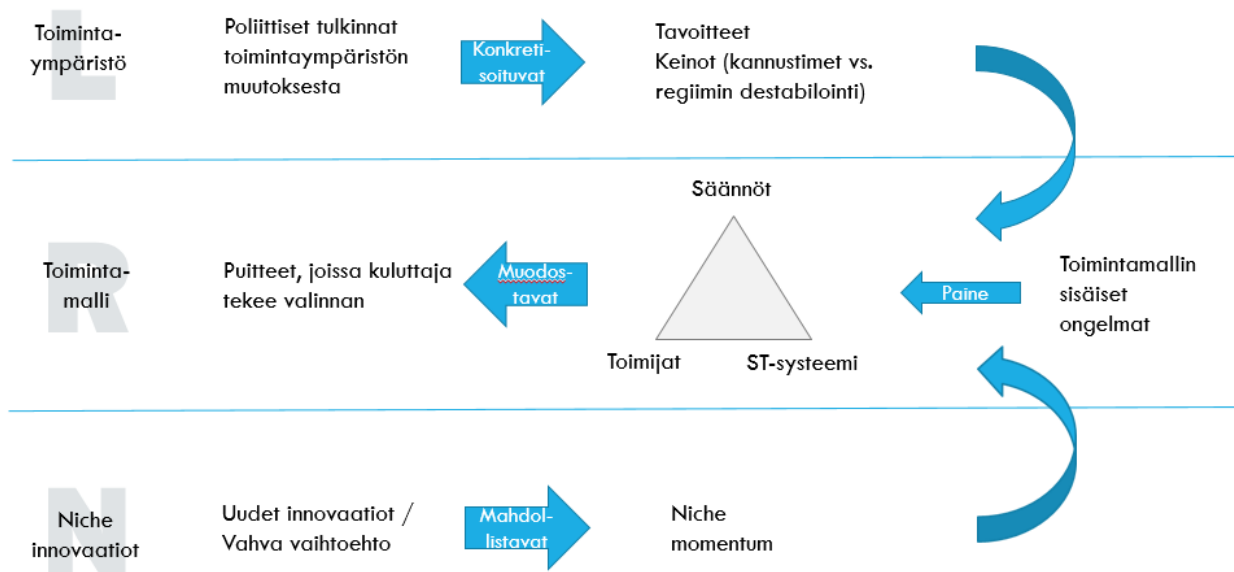 L
Toiminta-
ympäristö
Poliittiset tulkinnat
toimintaympäristön
muutoksesta
Konkreti-
soituvat
Tavoitteet
Keinot (kannustimet vs.
regiimin destabilointi)
R
Toiminta-
malli
Puitteet, joissa kuluttaja
tekee valinnan
Muodos-
tavat
Säännöt
Toimijat
ST-systeemi
Paine
Toimintamallin
sisäiset
ongelmat
N
Niche
innovaatiot
Uudet innovaatiot /
Vahva vaihtoehto
Mahdol-
listavat
Niche
momentum